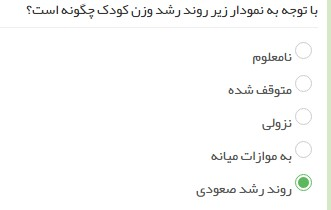 با توجه به نمودار زیر روند رشد وزن کودک چگونه است؟
نامعلوم
متوقف شده
نزولی
به موازات میانه
روند رشد صعودی